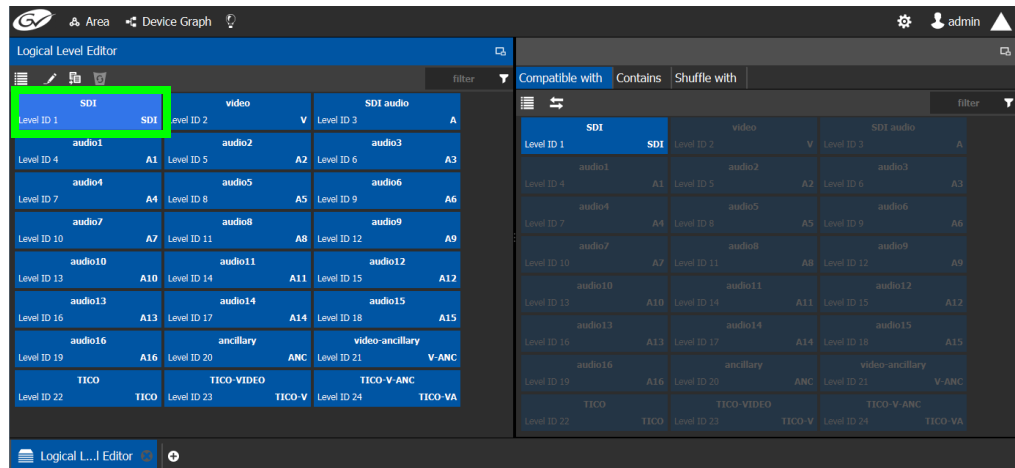 GV Area Device Graph admin
Logical Level Editor
filter
SDI video SDI audio
Level ID 1 SDI Level ID 2 V Level ID 3 A
audio1 audio2 audio3
Level ID 4 A1 Level ID 5 A2 Level ID 6 A3
audio4 audio5 audio6
Level ID 7 A4 Level ID 8 A5 Level ID 9 A6
audio7 audio8 audio9
Level ID 10 A7 Level ID 11 A8 Level ID 12 A9
audio10 audio11 audio12
Level ID 13 A10 Level ID 14 A11 Level ID 15 A12
audio13 audio14 audio15
Level ID 16 A13 Level ID 17 A14 Level ID 18 A15
audio16 ancillary video-ancillary
Level ID 19 A16 Level ID 20 ANC Level ID 21 V-ANC
TICO TICO-VIDEO TICO-V-ANC
Level ID 22 TICO Level ID 23 TICO-V Level ID 24 TICO-VA
Compatible with Contains Shuffle with
filter
SDI video SDI audio
Level ID 1 SDI Level ID 2 V Level ID 3 A
audio1 audio2 audio3
Level ID 4 A1 Level ID 5 A2 Level ID 6 A3
audio4 audio5 audio6
Level ID 7 A4 Level ID 8 A5 Level ID 9 A6
audio7 audio8 audio9
Level ID 10 A7 Level ID 11 A8 Level ID 12 A9
audio10 audio11 audio12
Level ID 13 A10 Level ID 14 A11 Level ID 15 A12
audio13 audio14 audio15
Level ID 16 A13 Level ID 17 A14 Level ID 18 A15
audio16 ancillary video-ancillary
Level ID 19 A16 Level ID 20 ANC Level ID 21 V-ANC
TICO TICO-VIDEO TICO-V-ANC
Level ID 22 TICO Level ID 23 TICO-V Level ID 24 TICO-VA
Logical L...l Editor